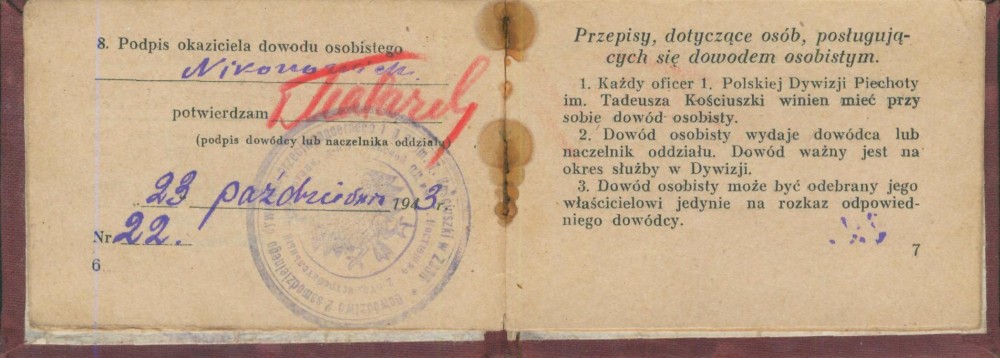 8. Podpis okaziciela dowodu osobistego
potwierdzam
(podpis dowódcy lub naczelnika oddziału)
23 październik 1943 r.
Nr 22.
6
Przepisy, dotyczące osób, posługują-
cych się dowodem osobistym.
1. Każdy oficer 1. Polskiej Dywizji Piechoty
im. Tadeusza Kościuszki winien mieć przy
sobie dowód osobisty.
2. Dowód osobisty wydaje dowódca lub
naczelnik oddziału. Dowód ważny jest na
okres służby w Dywizji.
3. Dowód osobisty może być odebrany jego
właścicielowi jedynie na rozkaz odpowied-
niego dowódcy.
7